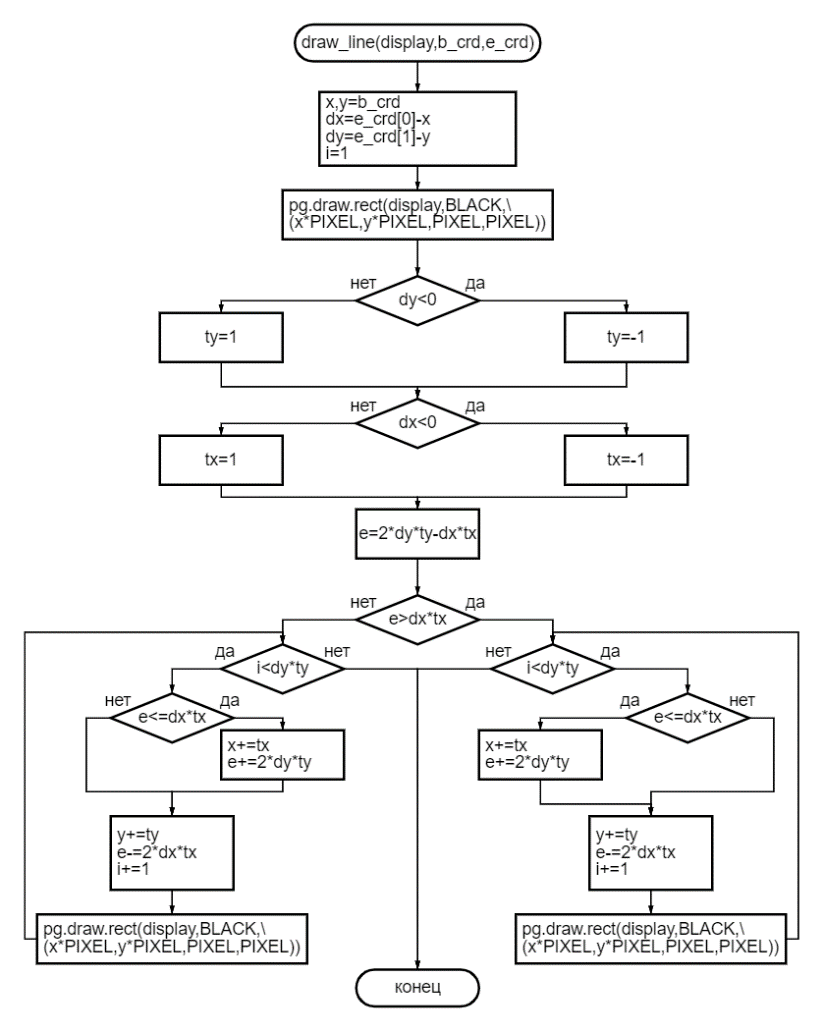 draw_line(display,b_crd,e_crd)
x,y=b_crd
dx=e_crd[0]-x
dy=e_crd[1]-y
i=1
pg.draw.rect(display,BLACK,\
(x*PIXEL,y*PIXEL,PIXEL,PIXEL))
нет
да
dy<0
ty=1
ty=-1
нет
да
dx<0
tx=1
tx=-1
e=2*dy*ty-dx*tx
нет
да
e>dx*tx
да
нет
i<dy*ty
нет
да
i<dy*ty
нет
да
e<=dx*tx
да
нет
e<=dx*tx
x+=tx
e+=2*dy*ty
x+=tx
e+=2*dy*ty
y+=ty
e-=2*dx*tx
i+=1
y+=ty
e-=2*dx*tx
i+=1
pg.draw.rect(display,BLACK,\
(x*PIXEL,y*PIXEL,PIXEL,PIXEL))
pg.draw.rect(display,BLACK,\
(x*PIXEL,y*PIXEL,PIXEL,PIXEL))
конец